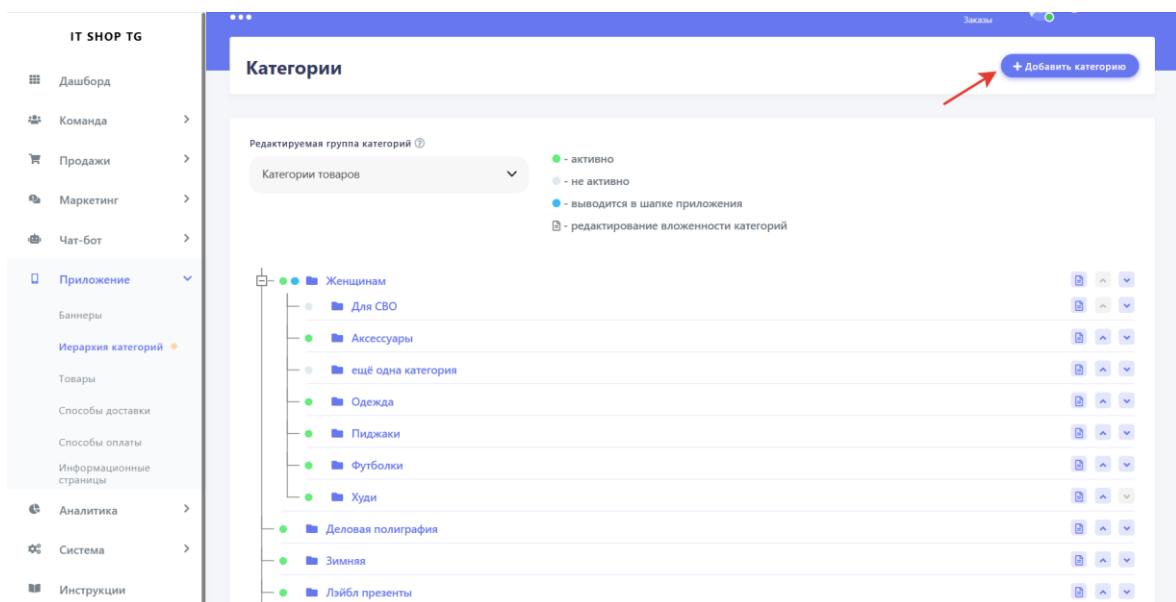 IT SHOP TG
Дашборд
Команда
Продажи
Маркетинг
Чат-бот
Приложение
Баннеры
Иерархия категорий
Товары
Способы доставки
Способы оплаты
Информационные
страницы
Аналитика
Система
Инструкции
Заказы
Категории
+ Добавить категорию
Редактируемая группа категорий
Категории товаров
- активно
- не активно
- выводится в шапке приложения
- редактирование вложенности категорий
Женщинам
Для СВО
Аксессуары
ещё одна категория
Одежда
Пиджаки
Футболки
Худи
Деловая полиграфия
Зимняя
Лэйбл презенты